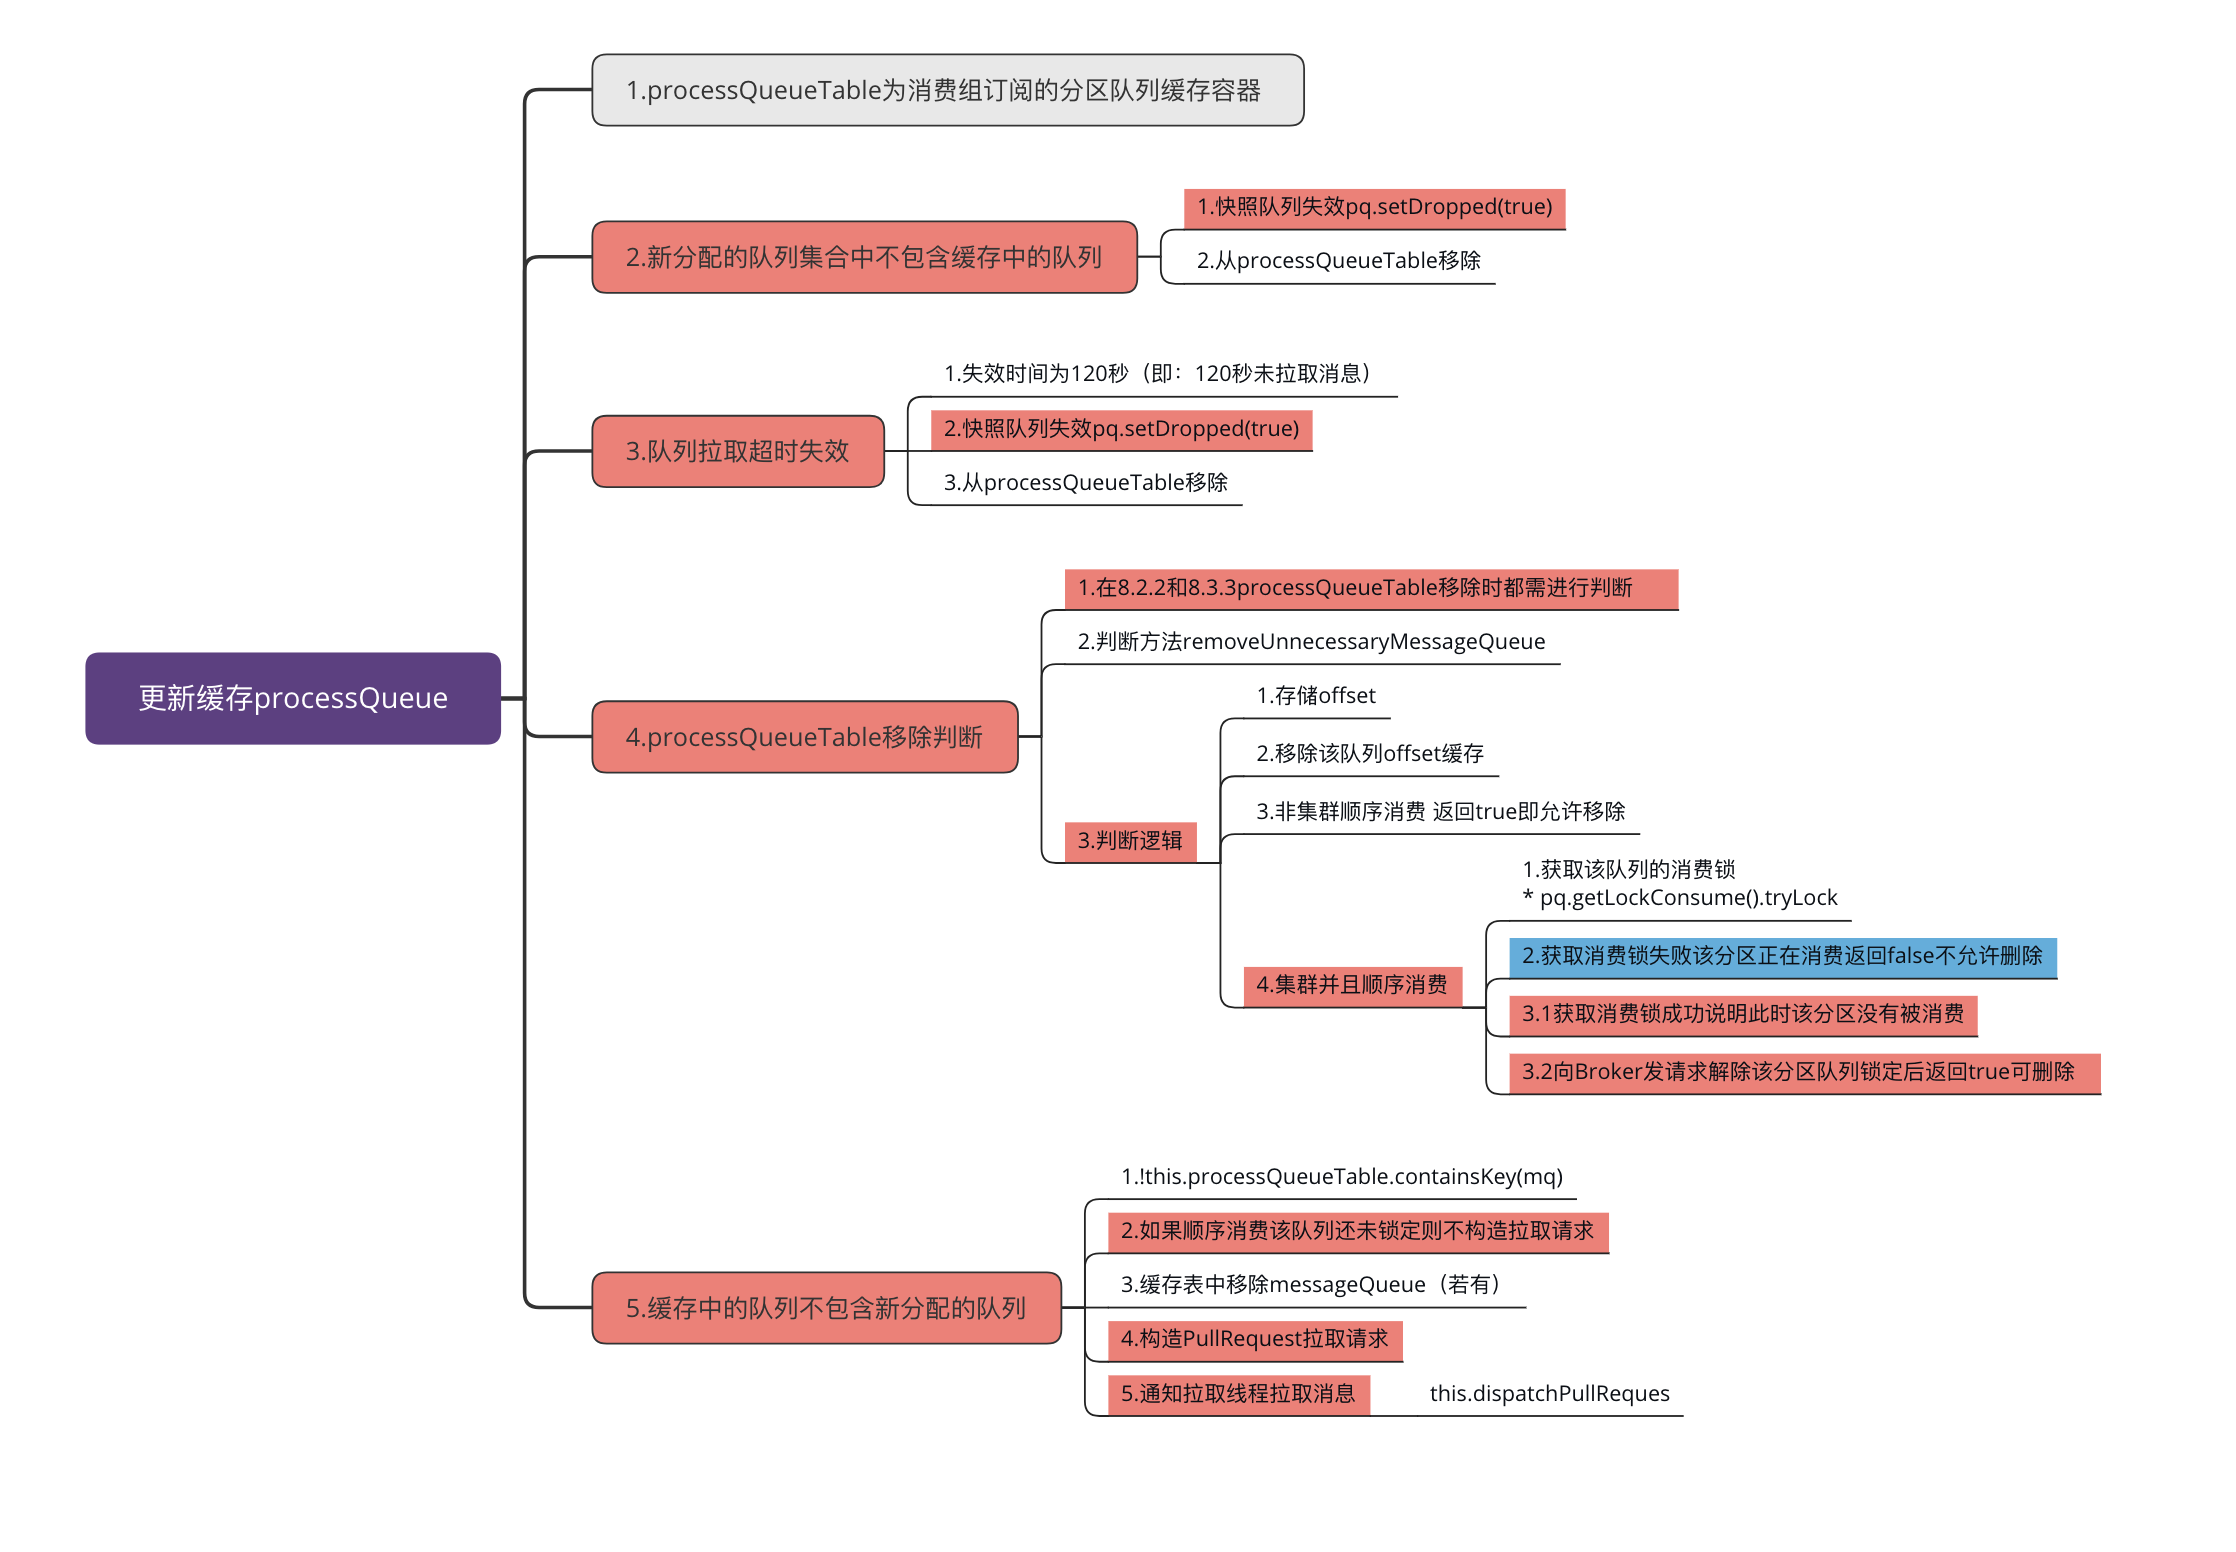 1.processQueueTable为消费组订阅的分区队列缓存容器
2.新分配的队列集合中不包含缓存中的队列
1.快照队列失效pq.setDropped(true)
2.从processQueueTable移除
3.队列拉取超时失效
1.失效时间为120秒（即：120秒未拉取消息）
2.快照队列失效pq.setDropped(true)
3.从processQueueTable移除
更新缓存processQueue
4.processQueueTable移除判断
1.在8.2.2和8.3.3processQueueTable移除时都需进行判断
2.判断方法removeUnnecessaryMessageQueue
3.判断逻辑
1.存储offset
2.移除该队列offset缓存
3.非集群顺序消费 返回true即允许移除
4.集群并且顺序消费
1.获取该队列的消费锁
* pq.getLockConsume().tryLock
2.获取消费锁失败该分区正在消费返回false不允许删除
3.1获取消费锁成功说明此时该分区没有被消费
3.2向Broker发请求解除该分区队列锁定后返回true可删除
5.缓存中的队列不包含新分配的队列
1.!this.processQueueTable.containsKey(mq)
2.如果顺序消费该队列还未锁定则不构造拉取请求
3.缓存表中移除messageQueue（若有）
4.构造PullRequest拉取请求
5.通知拉取线程拉取消息
this.dispatchPullReques